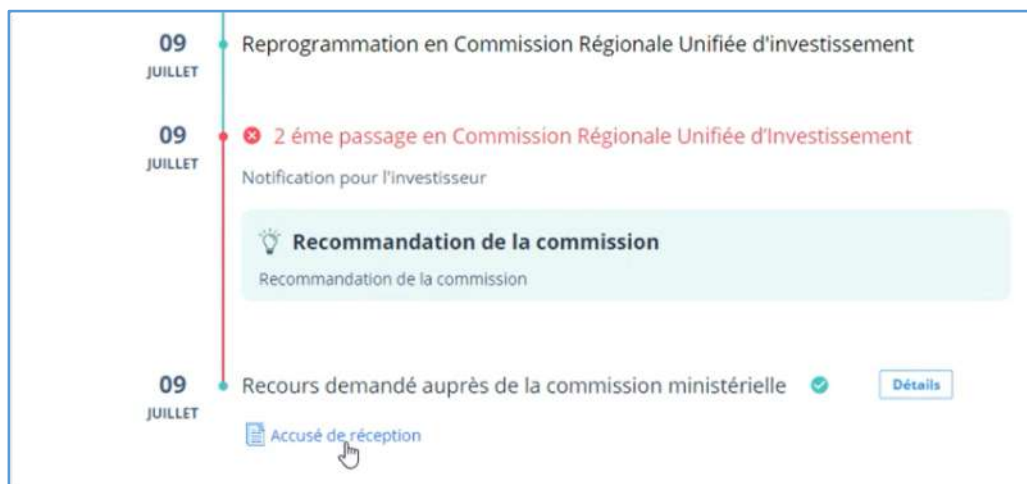 09
JUILLET
Reprogrammation en Commission Régionale Unifiée d'investissement
09
JUILLET
2 éme passage en Commission Régionale Unifiée d'Investissement
Notification pour l'investisseur
Recommandation de la commission
Recommandation de la commission
09
JUILLET
Recours demandé auprès de la commission ministérielle
Détails
Accusé de réception